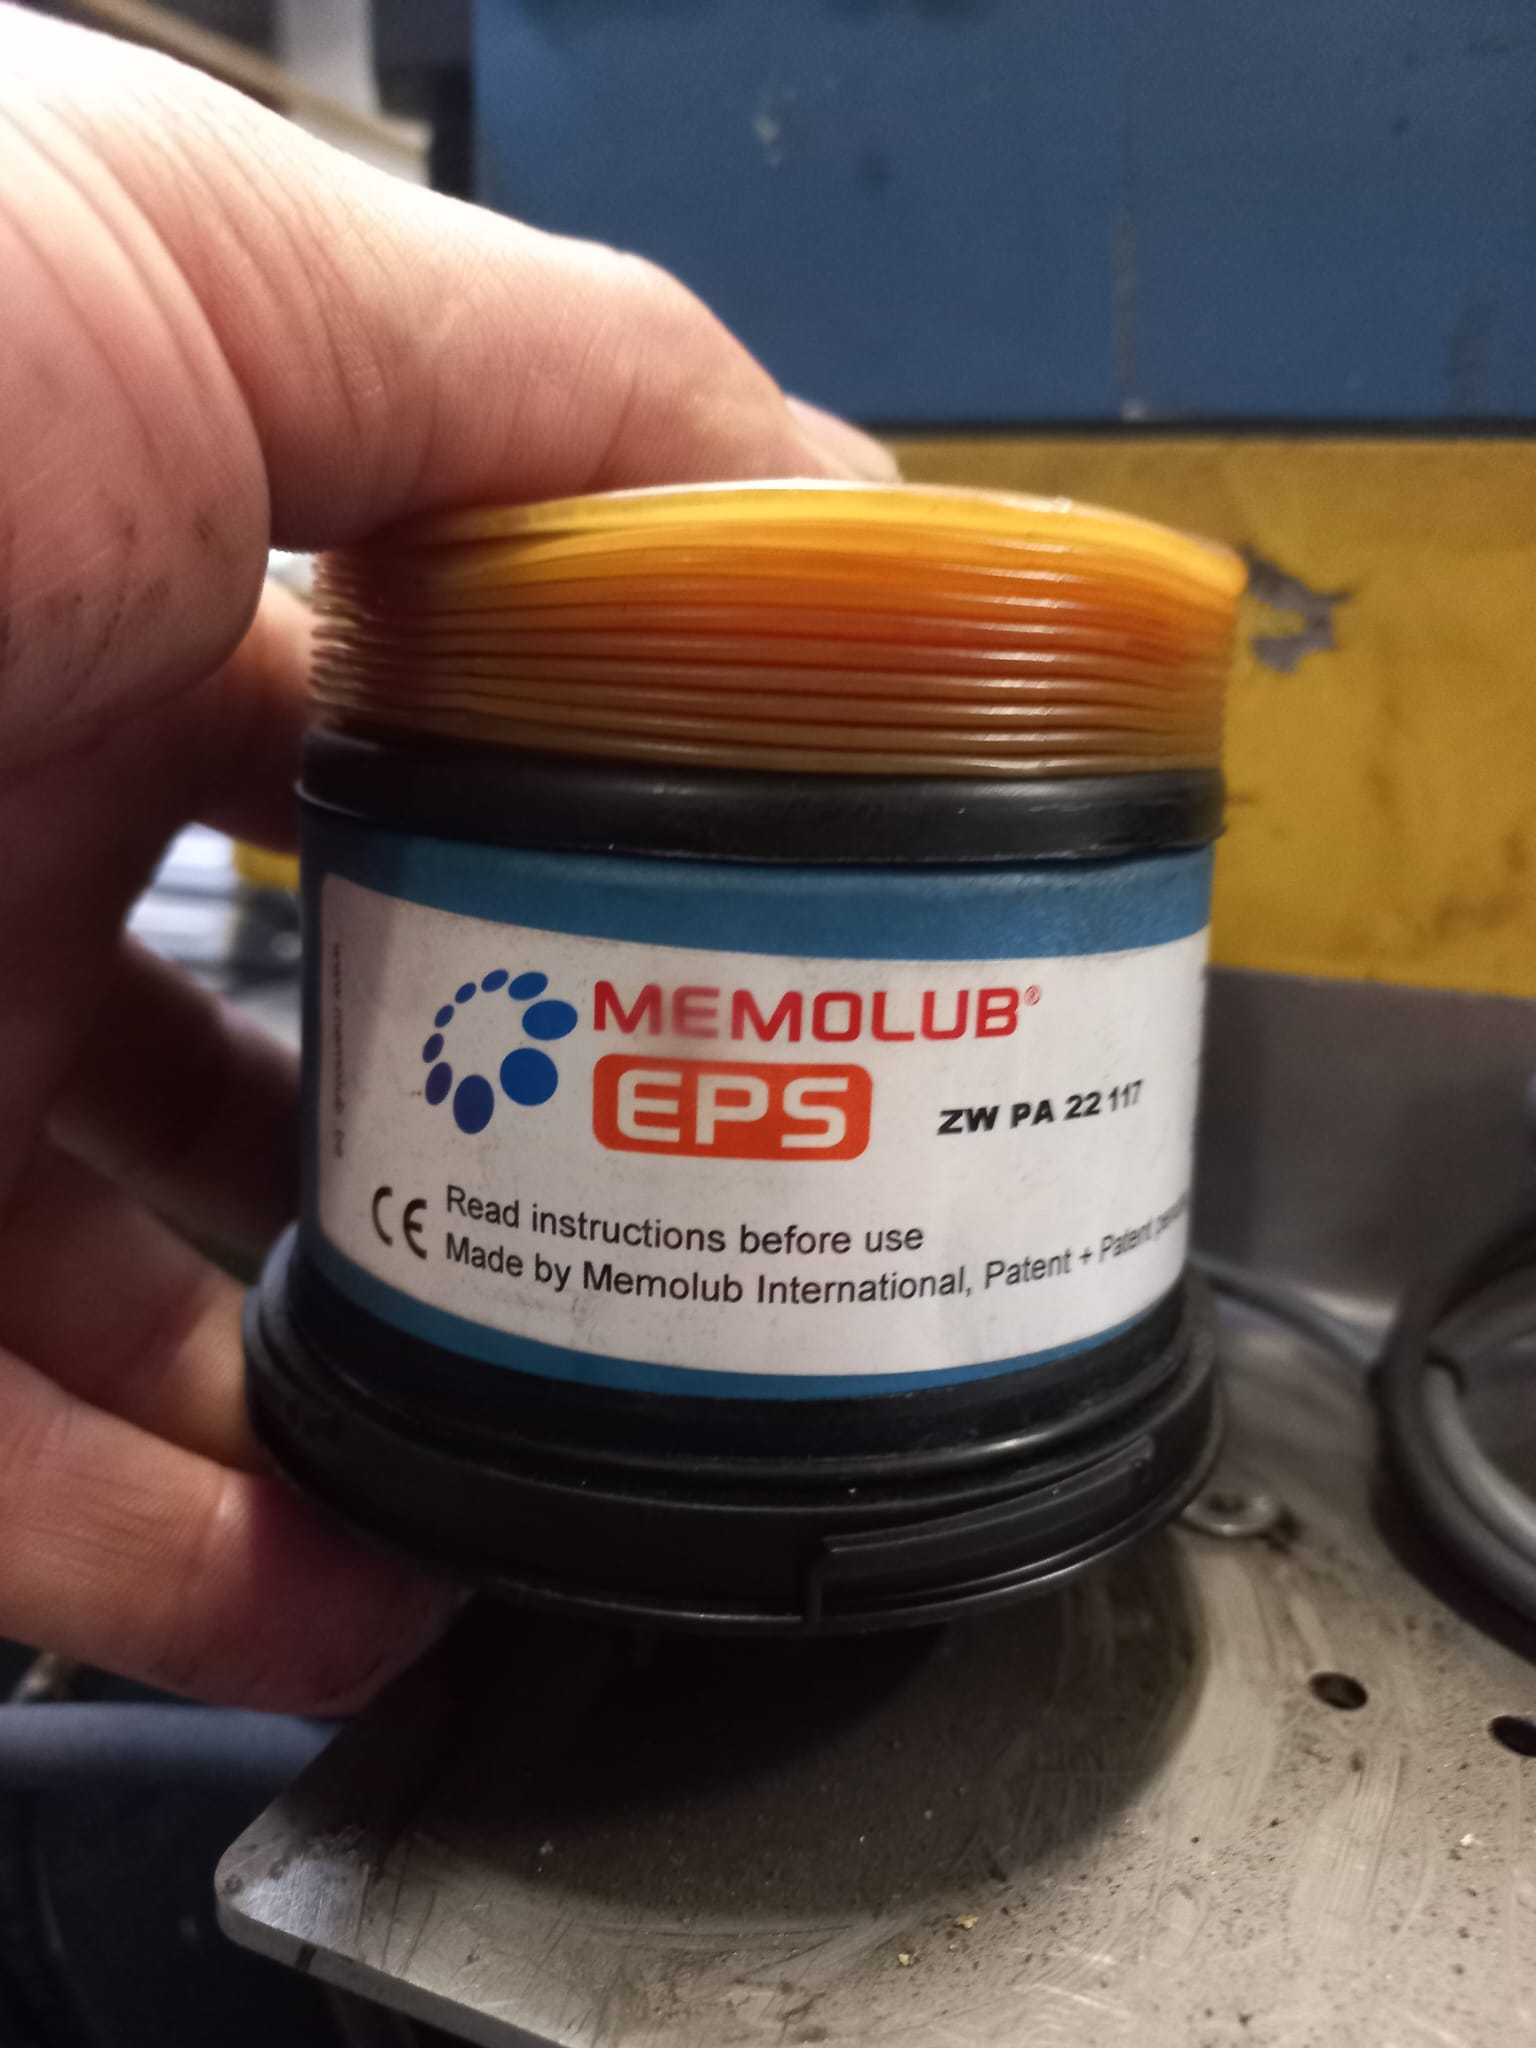 MEMOLUB®
EPS
ZW PA 22 117
CE Read instructions before use
Made by Memolub International, Patent + Patent